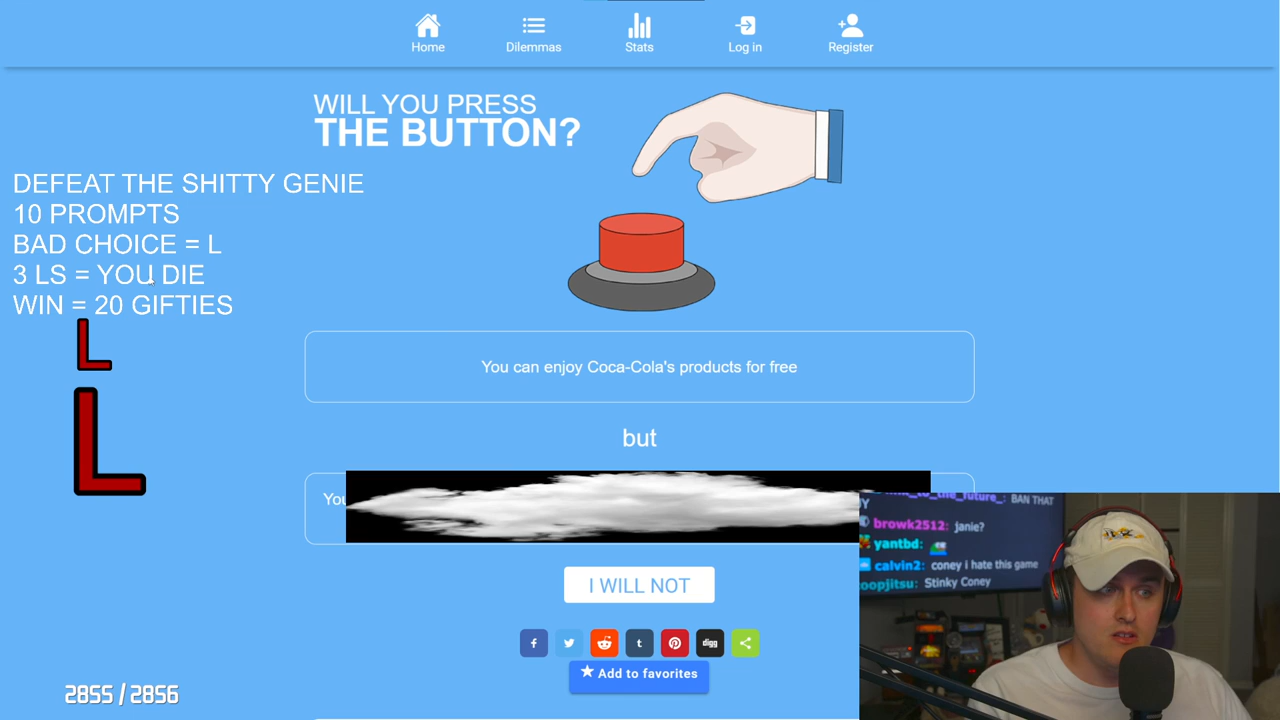 Home
Dilemmas
Stats
Log in
Register
WILL YOU PRESS
THE BUTTON?
DEFEAT THE SHITTY GENIE
10 PROMPTS
BAD CHOICE = L
3 LS = YOU DIE
WIN = 20 GIFTIES
L
L
You can enjoy Coca-Cola's products for free
but
You
I WILL NOT
f
t
digg
Add to favorites
2855 / 2856
BAN THAT
browk2512: janie?
yantbd:
calvin2: coney i hate this game
oopjitsu: Stinky Coney